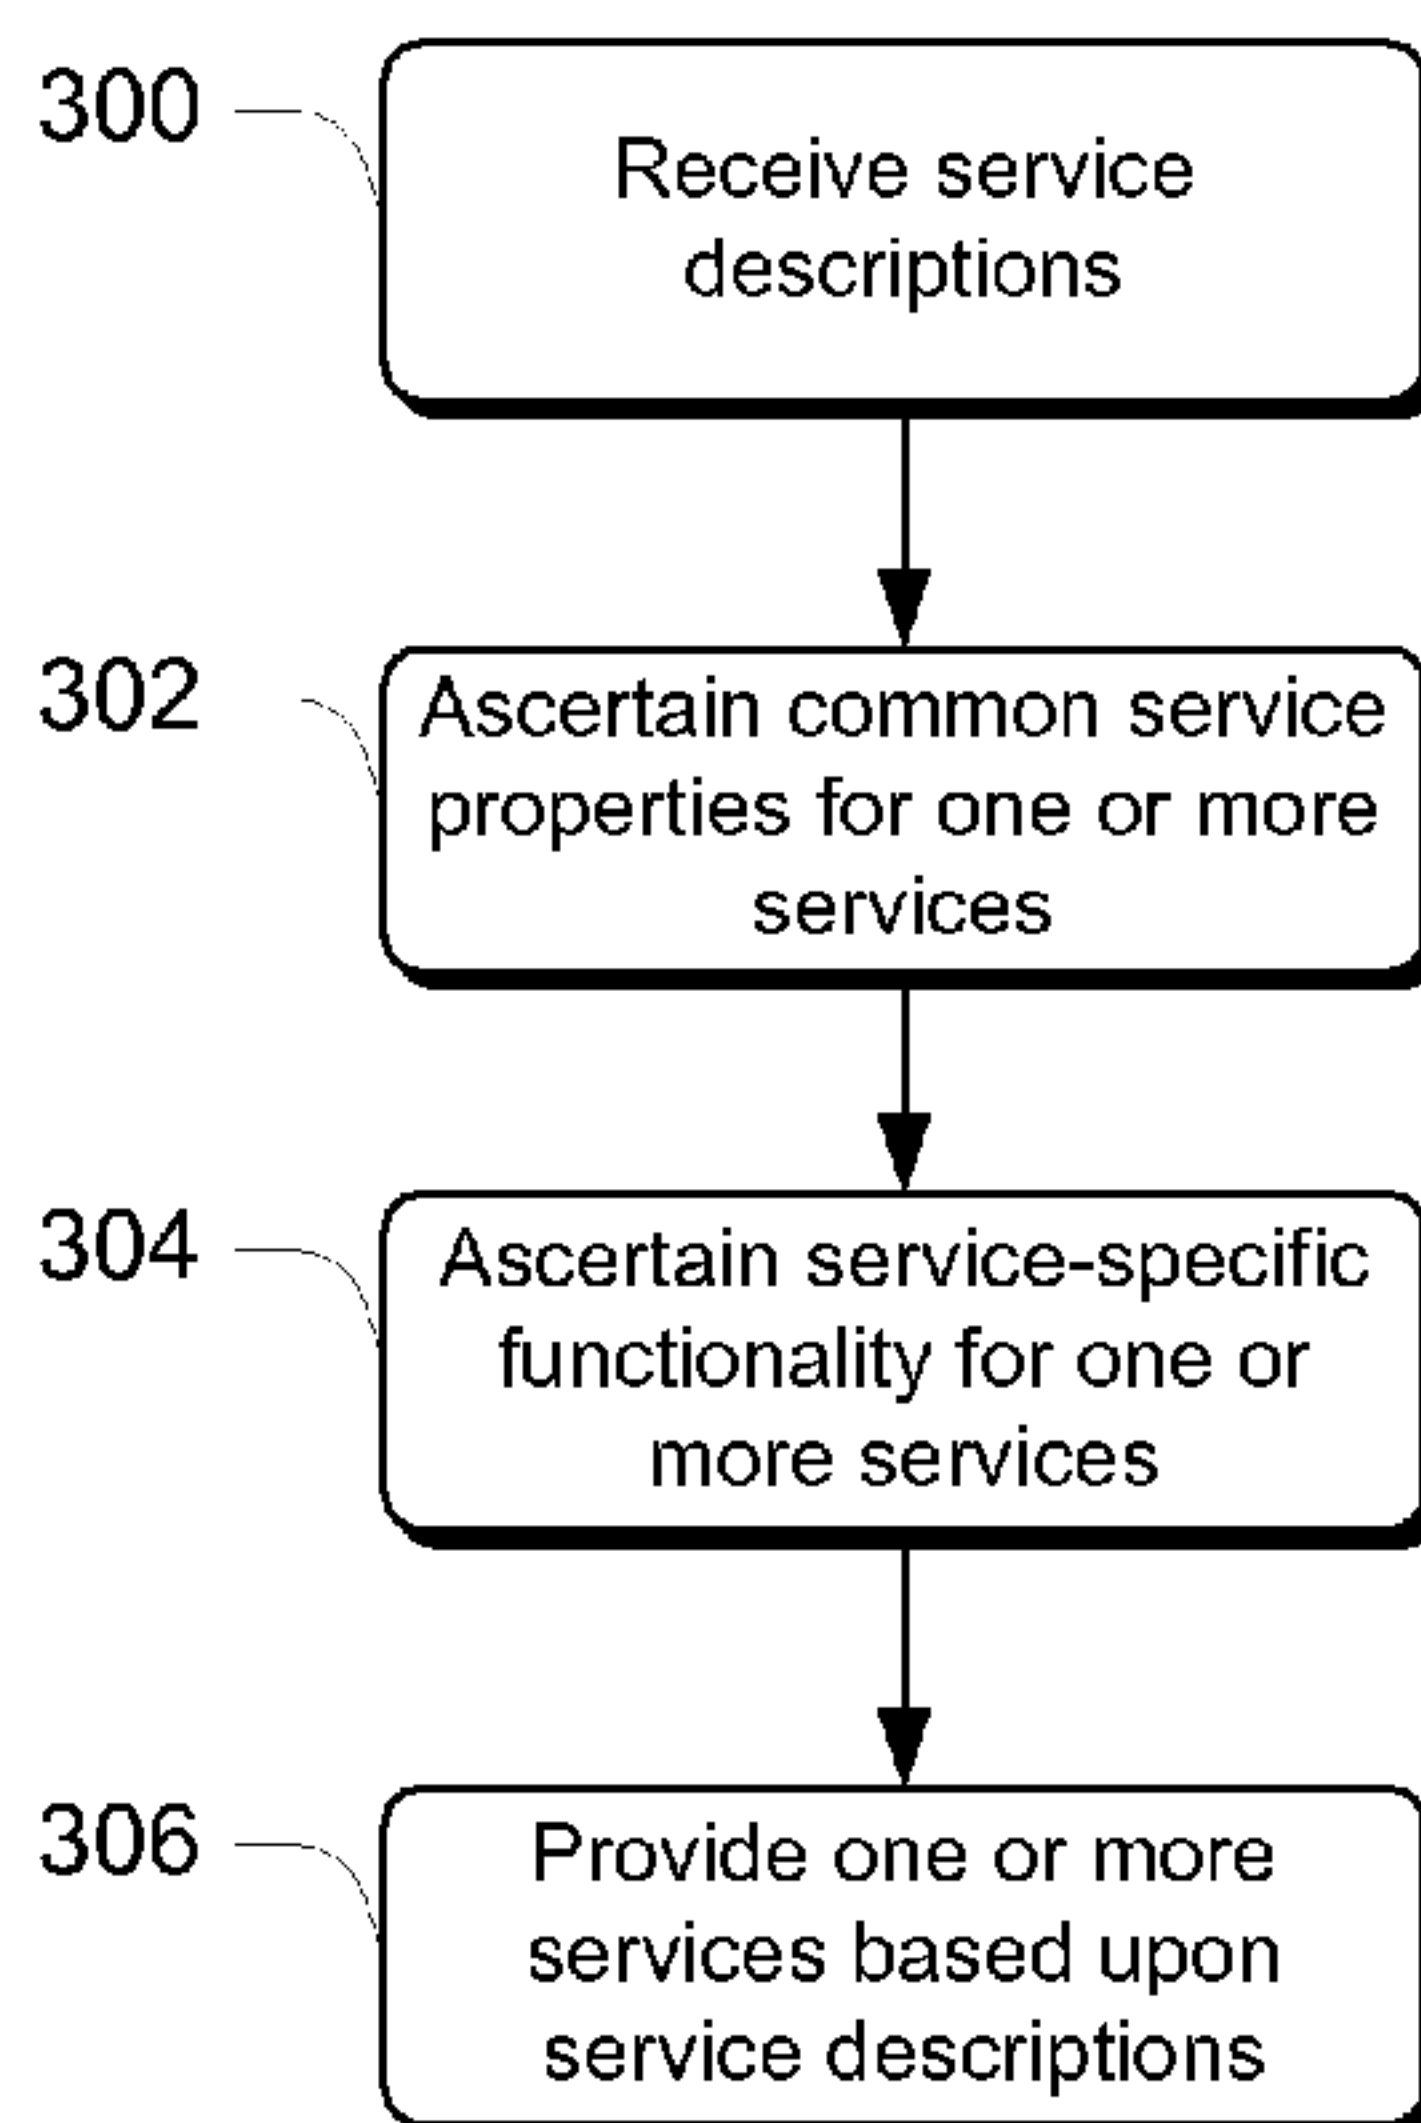 300
Receive service
descriptions
302
Ascertain common service
properties for one or more
services
304
Ascertain service-specific
functionality for one or
more services
306
Provide one or more
services based upon
service descriptions